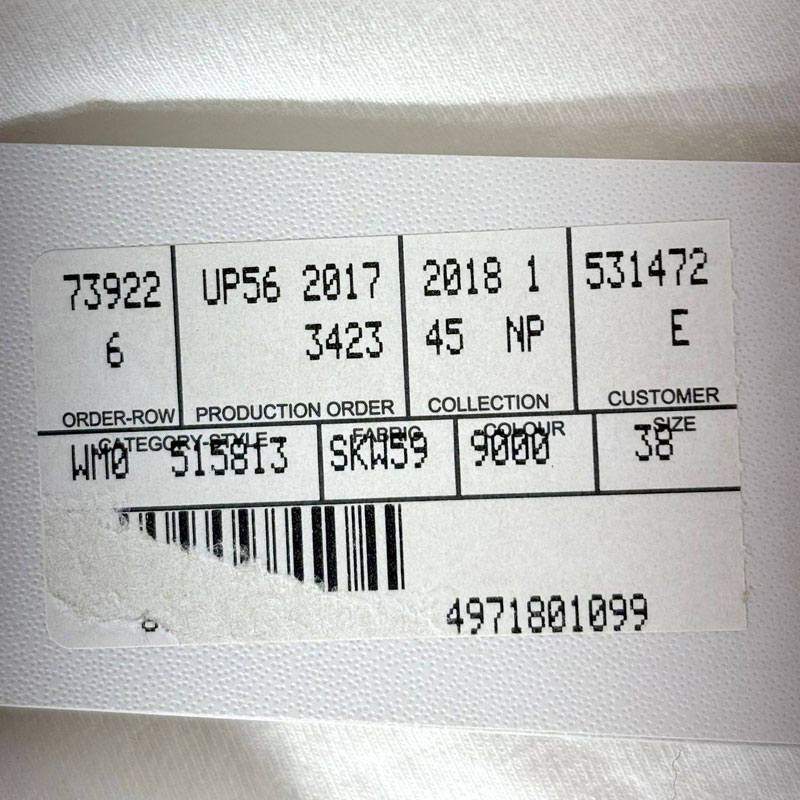 73922 UP56 2017 2018 1 531472
6 3423 45 NP E
ORDER-ROW PRODUCTION ORDER COLLECTION CUSTOMER
CATEGORY-STYLE FABRIC COLOUR SIZE
WM0 515813 SKW59 9000 38
4971801099